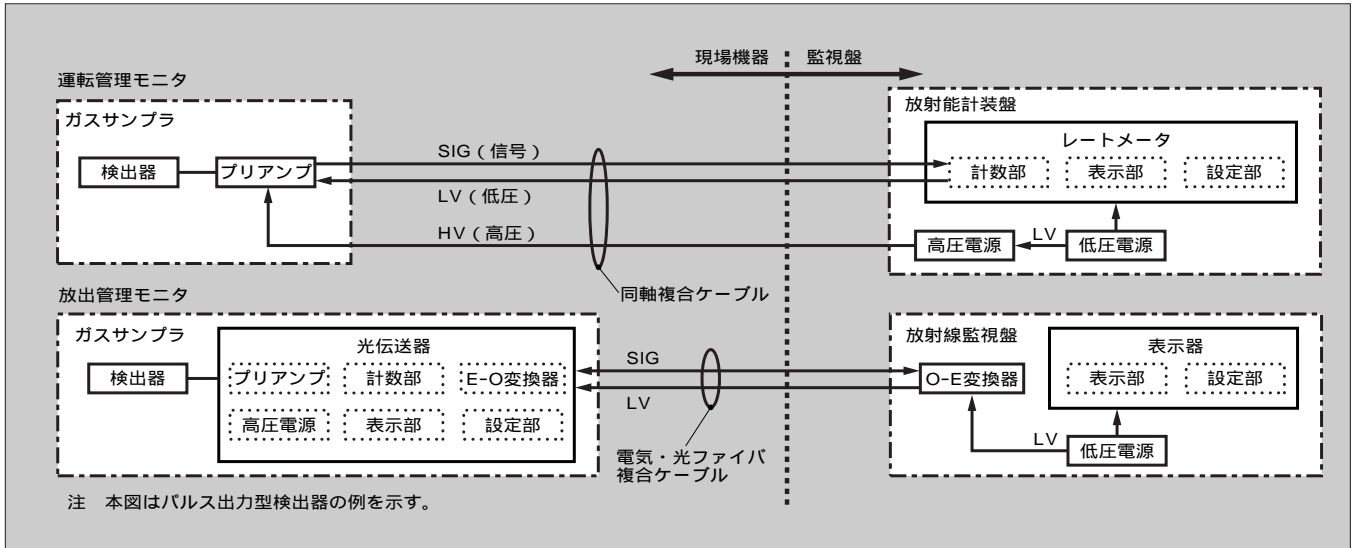 現場機器
監視盤
運転管理モニタ
ガスサンプラ
検出器
プリアンプ
SIG(信号)
LV(低圧)
HV(高圧)
同軸複合ケーブル
放射能計装盤
レートメータ
計数部
表示部
設定部
高圧電源
LV
低圧電源
放出管理モニタ
ガスサンプラ
検出器
光伝送器
プリアンプ
計数部
E-O変換器
高圧電源
表示部
設定部
SIG
LV
電気・光ファイバ
複合ケーブル
放射線監視盤
O-E変換器
表示器
表示部
設定部
LV
低圧電源
注 本図はパルス出力型検出器の例を示す。